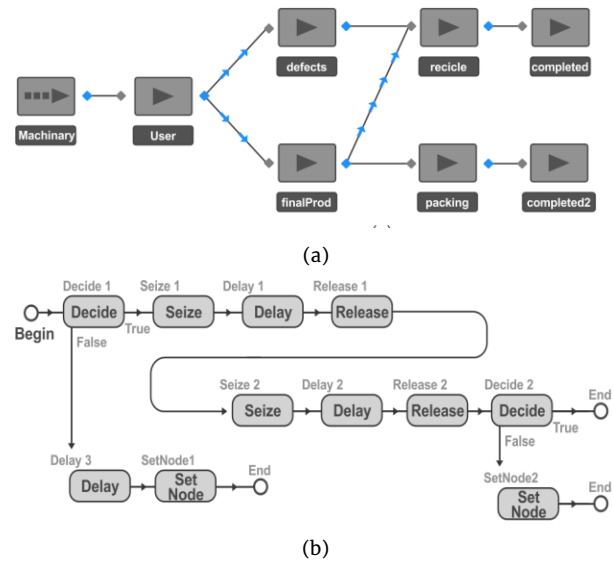 defects
recicle
completed
Machinary
User
finalProd
packing
completed2
(a)
Decide 1
Seize 1
Delay 1
Release 1
Begin
Decide
True
Seize
Delay
Release
False
Seize 2
Delay 2
Release 2
Decide 2
End
Seize
Delay
Release
Decide
True
False
Delay 3
SetNode1
End
Delay
Set
Node
SetNode2
End
Set
Node
(b)